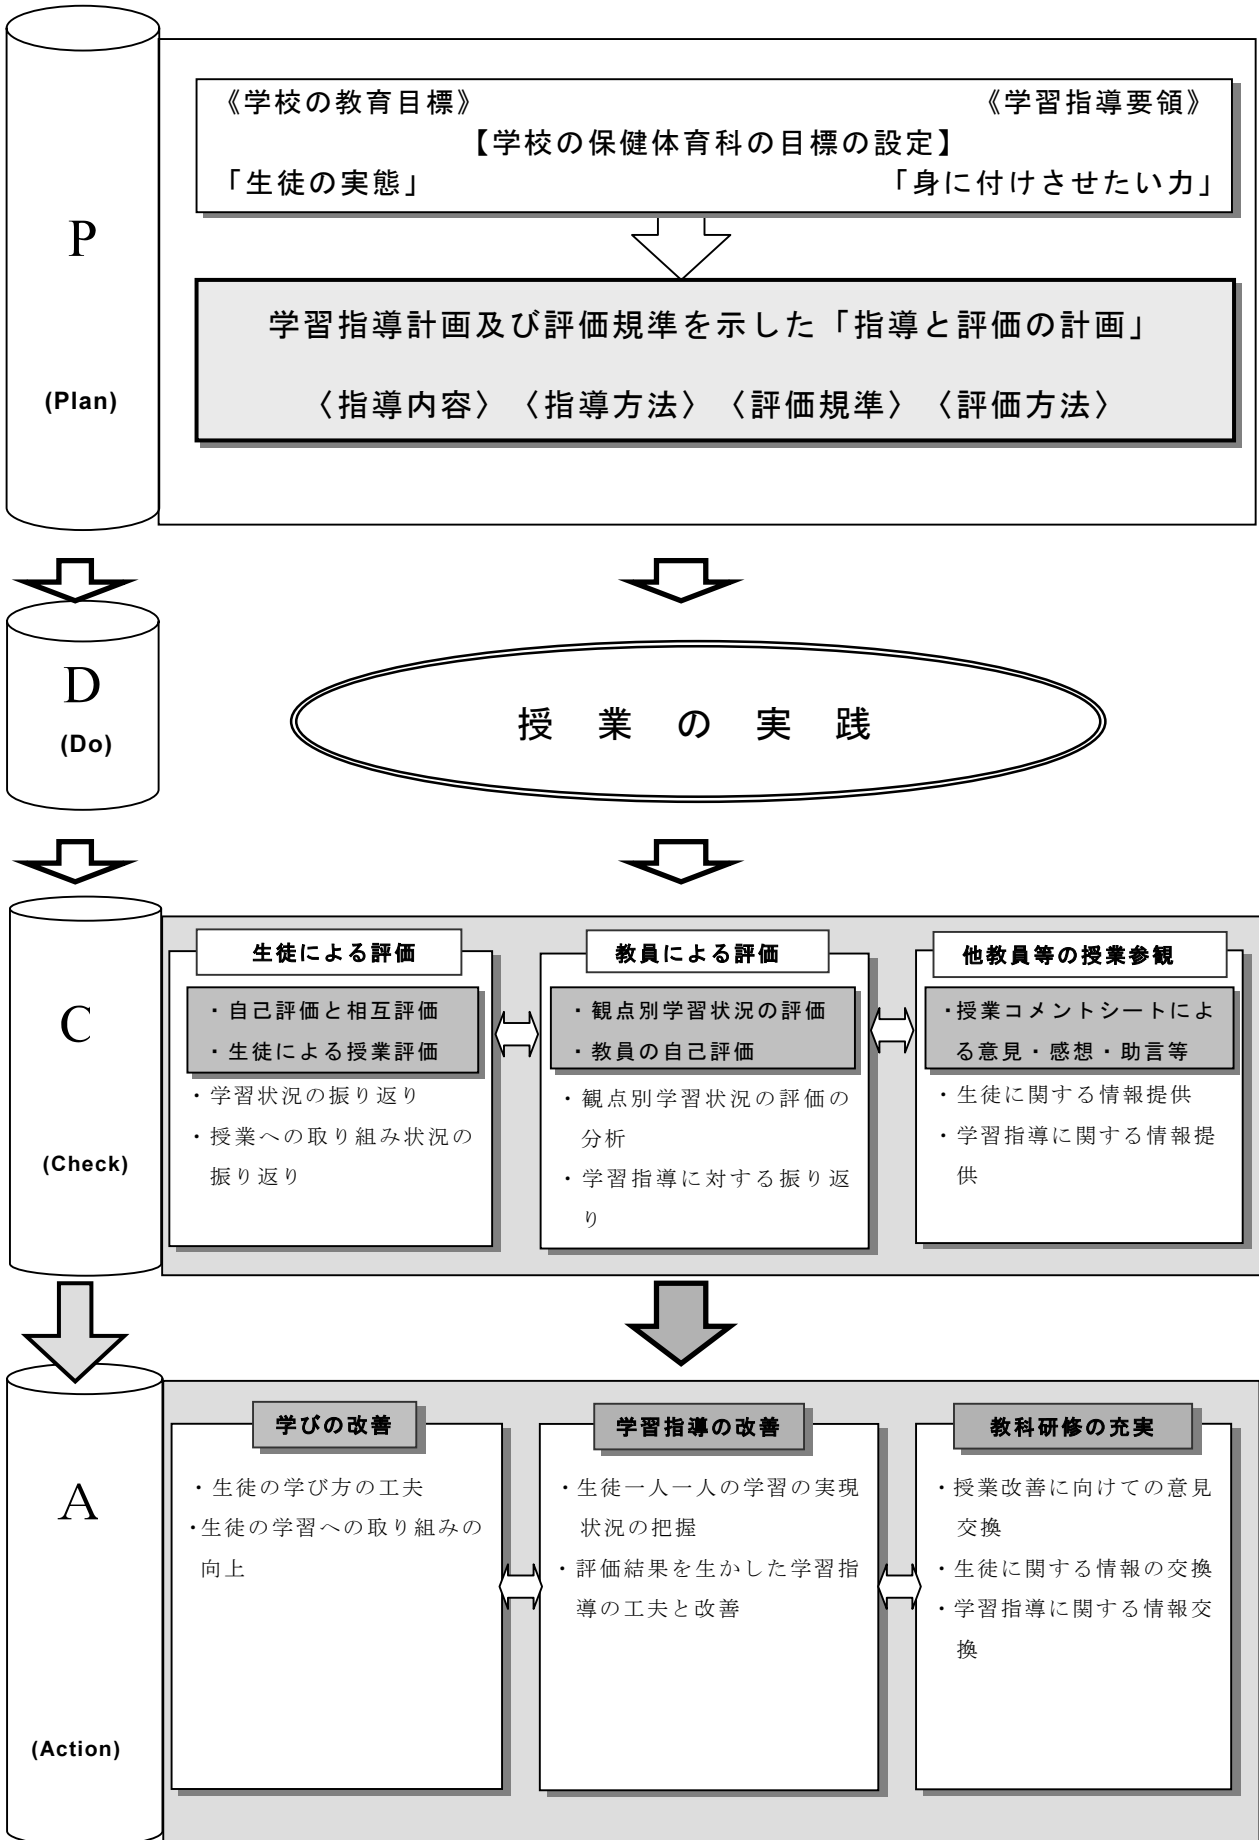 P
(Plan)
《学校の教育目標》 《学習指導要領》
【学校の保健体育科の目標の設定】
「生徒の実態」 「身に付けさせたい力」
学習指導計画及び評価規準を示した「指導と評価の計画」
〈指導内容〉〈指導方法〉〈評価規準〉〈評価方法〉
D
(Do)
授業の実践
C
(Check)
生徒による評価
・自己評価と相互評価
・生徒による授業評価
・学習状況の振り返り
・授業への取り組み状況の
振り返り
教員による評価
・観点別学習状況の評価
・教員の自己評価
・観点別学習状況の評価の
分析
・学習指導に対する振り返
り
他教員等の授業参観
・授業コメントシートによ
る意見・感想・助言等
・生徒に関する情報提供
・学習指導に関する情報提
供
A
(Action)
学びの改善
・生徒の学び方の工夫
・生徒の学習への取り組みの
向上
学習指導の改善
・生徒一人一人の学習の実現
状況の把握
・評価結果を生かした学習指
導の工夫と改善
教科研修の充実
・授業改善に向けての意見
交換
・生徒に関する情報の交換
・学習指導に関する情報交
換